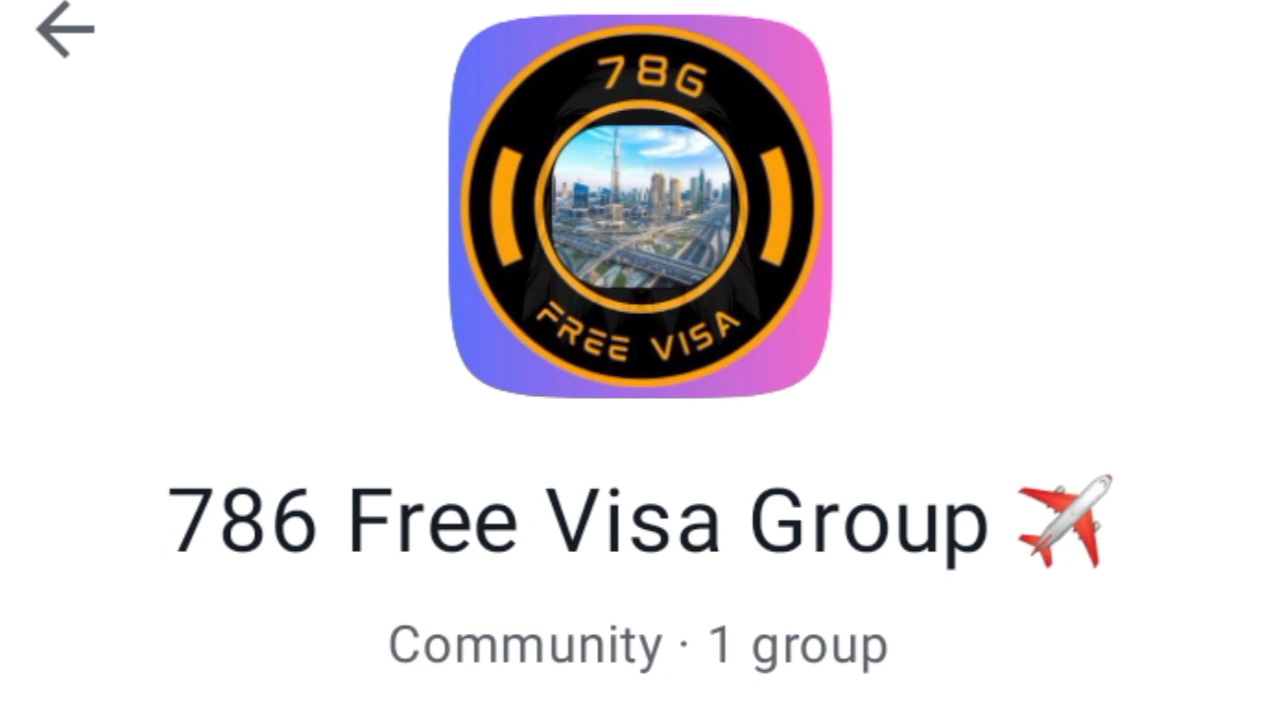 786
FREE VISA
786 Free Visa Group ✈️
Community · 1 group